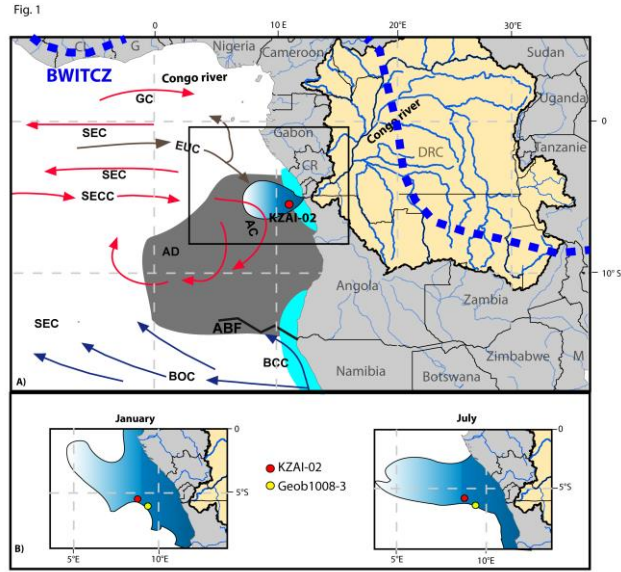 Fig. 1
0 10°E 20°E 30°E
CI G Nigeria Cameroon Sudan
BWITCZ
Congo river
GC
Uganda
SEC
Congo river
0
EUC
Gabon
DRC
Tanzanie
SEC
CR
SECC
KZAI-02
AC
AD
10°S
Angola
Zambia
SEC
ABF
Zimbabwe
M
BCC
BOC
Namibia
Botswana
A)
January
July
0
0
KZAI-02
Geob1008-3
5°S
5°S
B)
5°E 10°E
5°E 10°E